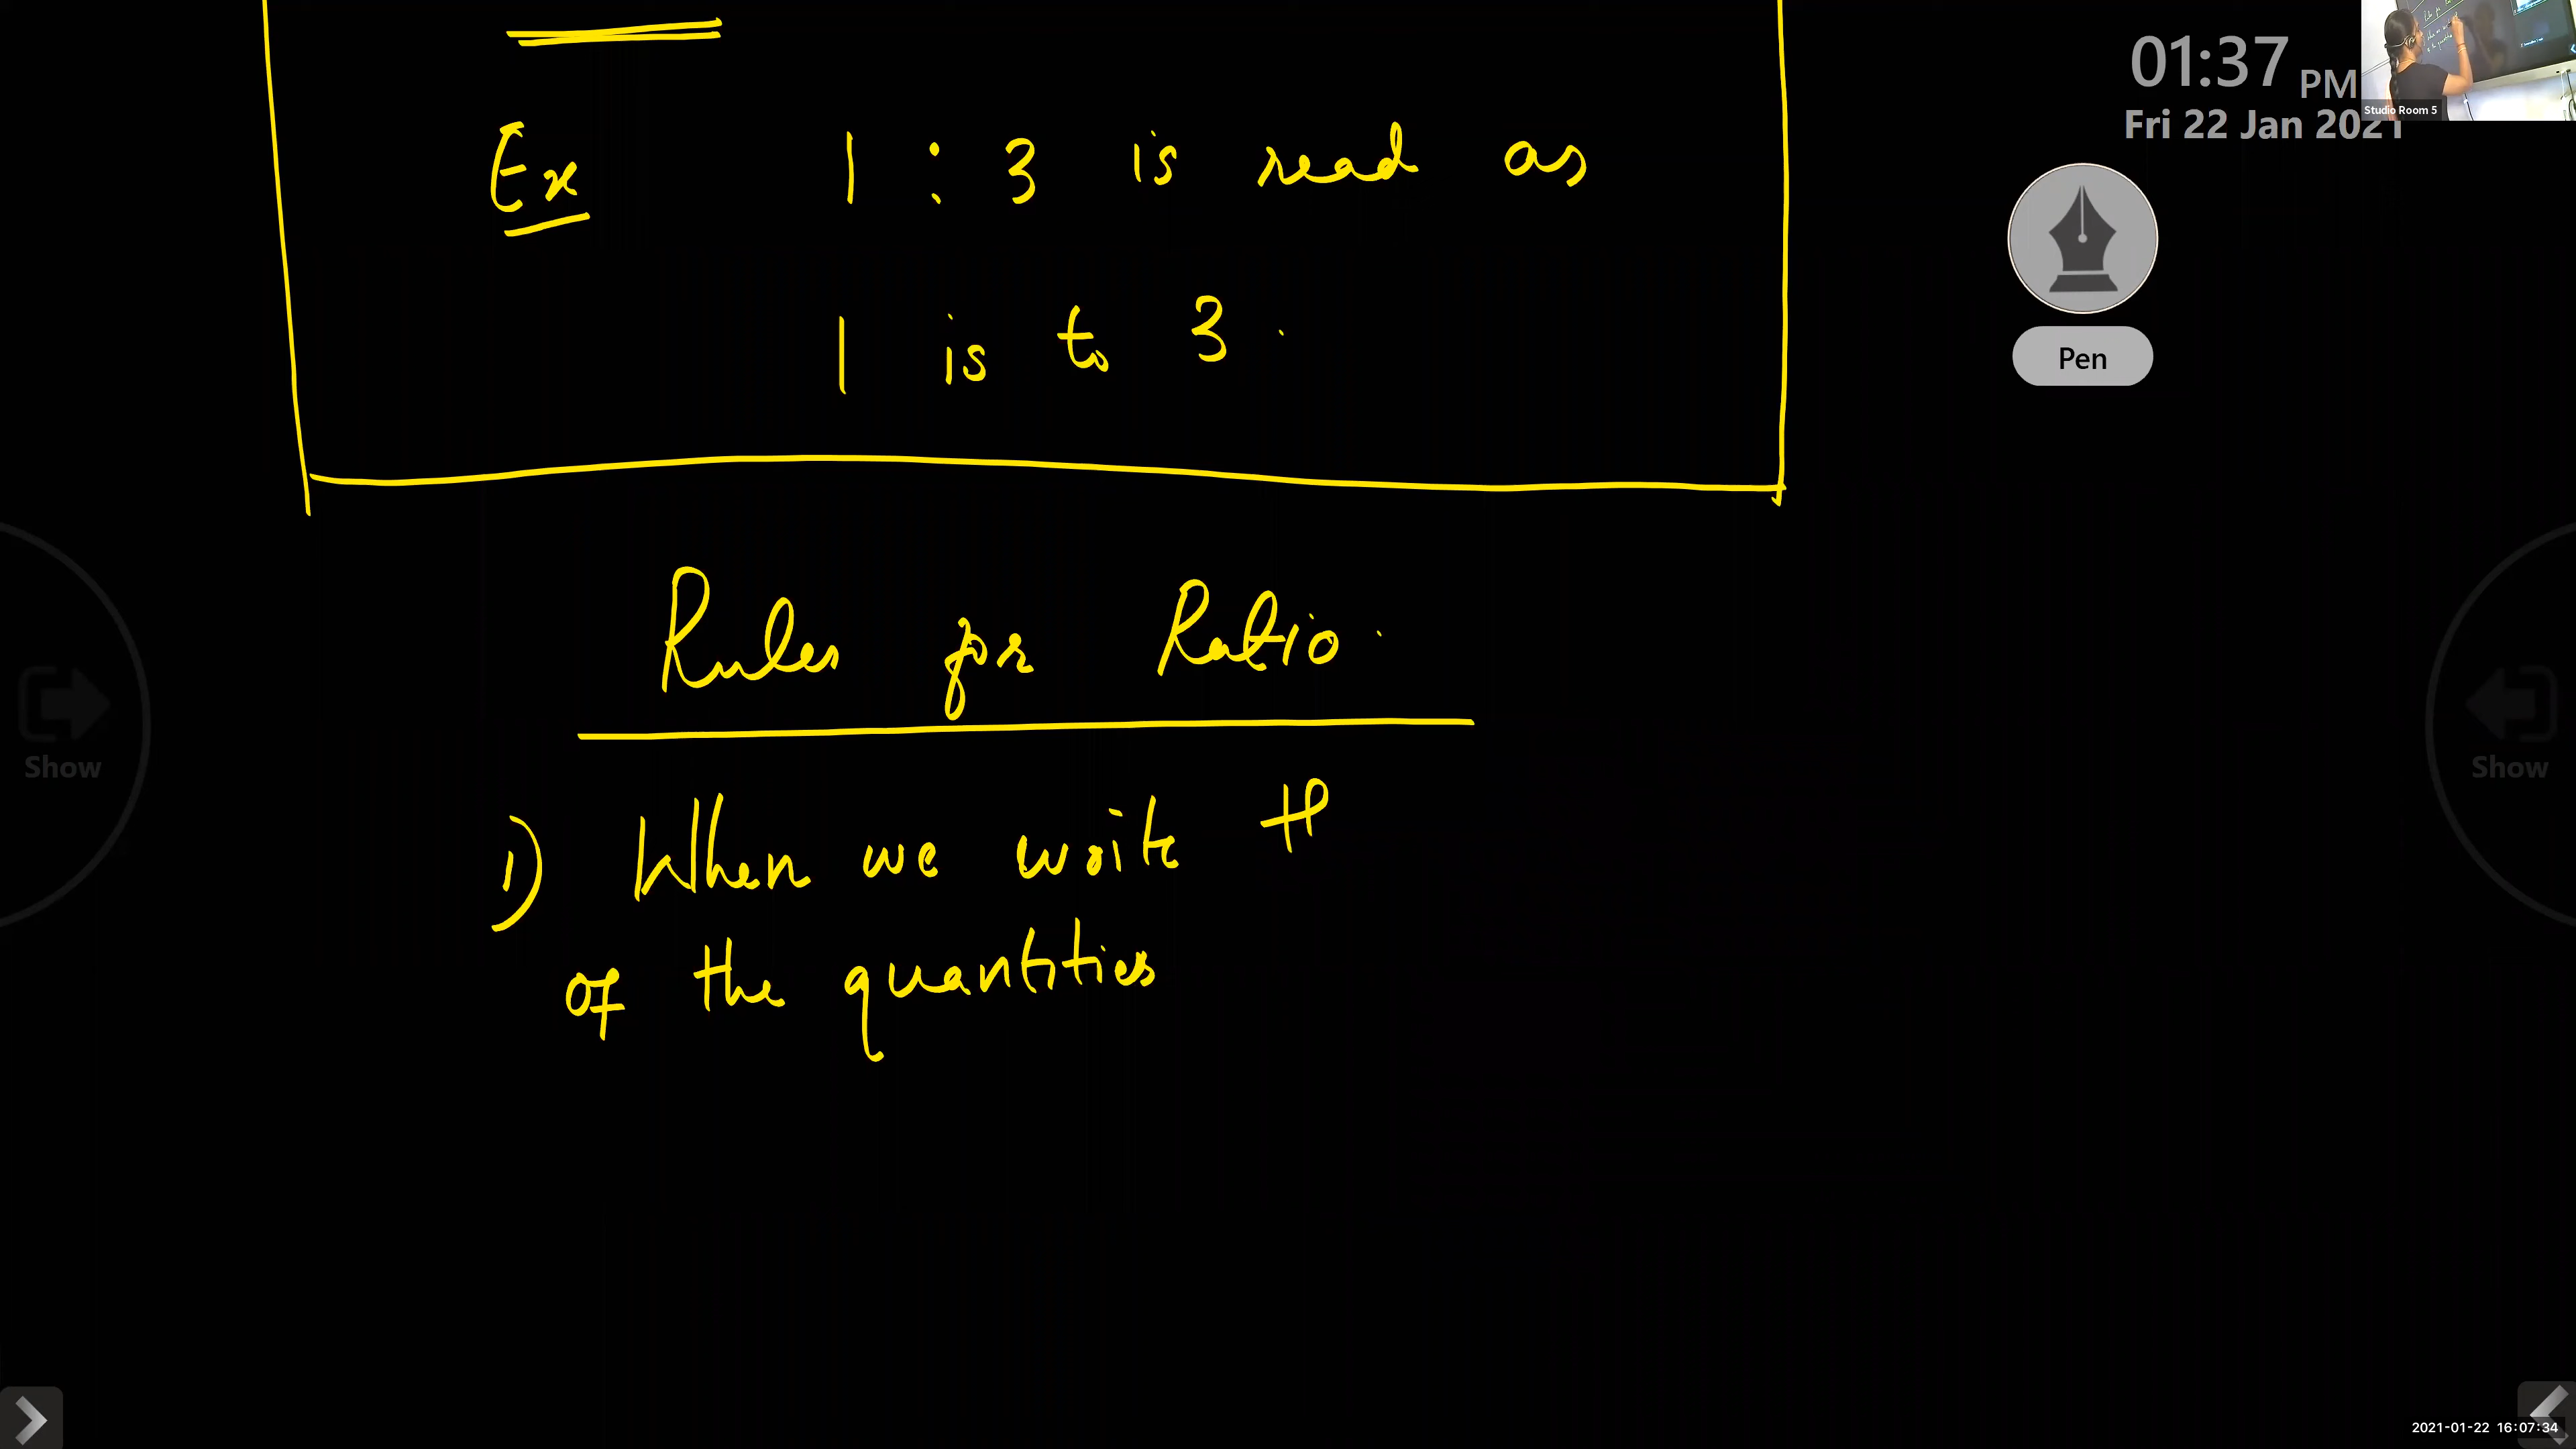 Ex 1 : 3 is read as
1 is to 3 .
Rules for Ratio .
1) When we write th
of the quantities
01:37 PM
Fri 22 Jan 2021
Studio Room 5
Pen
Show
Show
2021-01-22 16:07:34